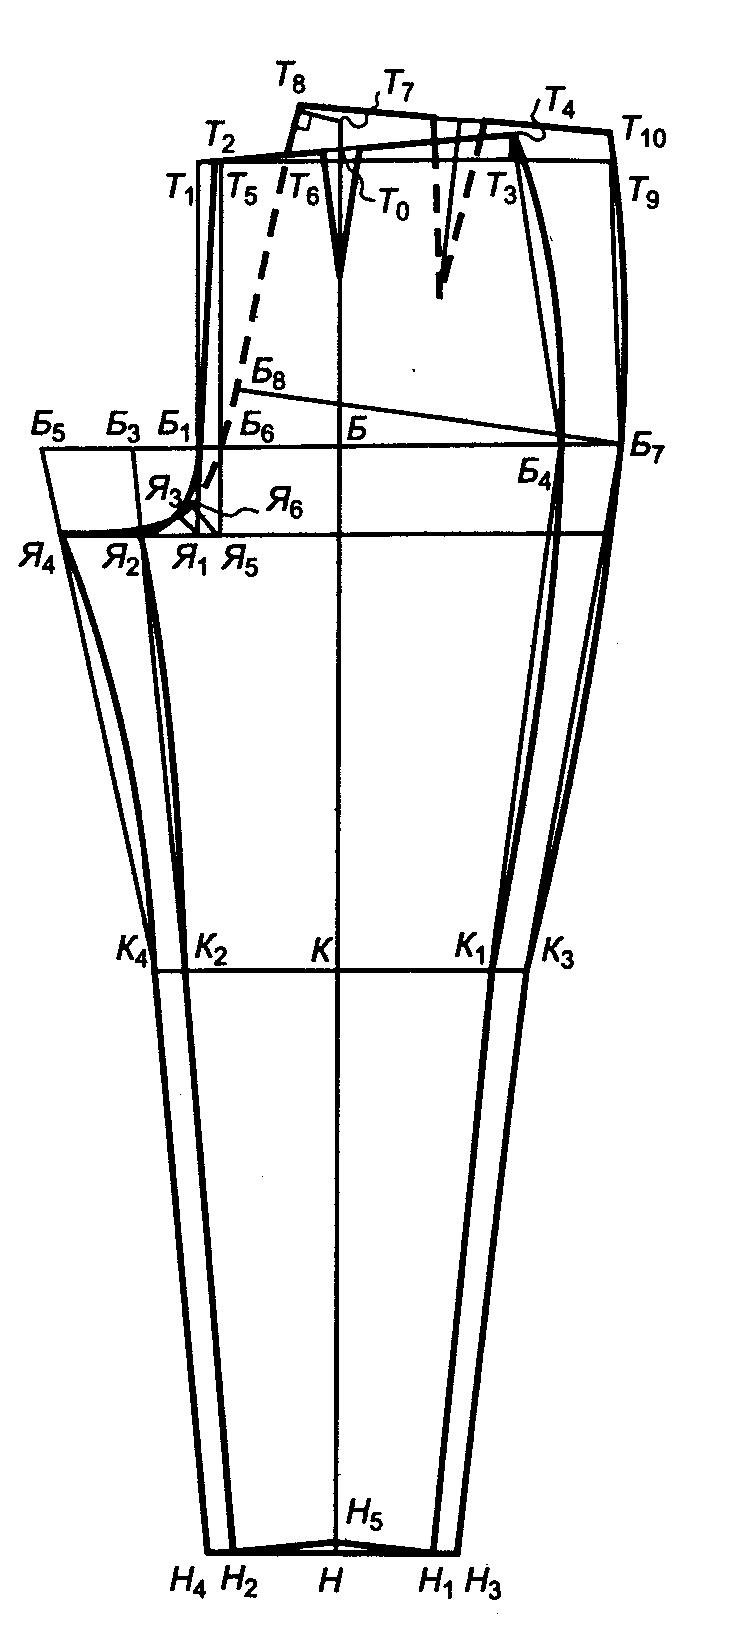 Т₈ Т₇ Т₄
Т₂ Т₁₀
Т₁ Т₅ Т₆ Т₀ Т₃ Т₉
Б₈
Б₅ Б₃ Б₁ Б₆ Б Б₄ Б₇
Я₃ Я₆
Я₄ Я₂ Я₁ Я₅
К₄ К₂ К К₁ К₃
Н₅
Н₄ Н₂ Н Н₁ Н₃